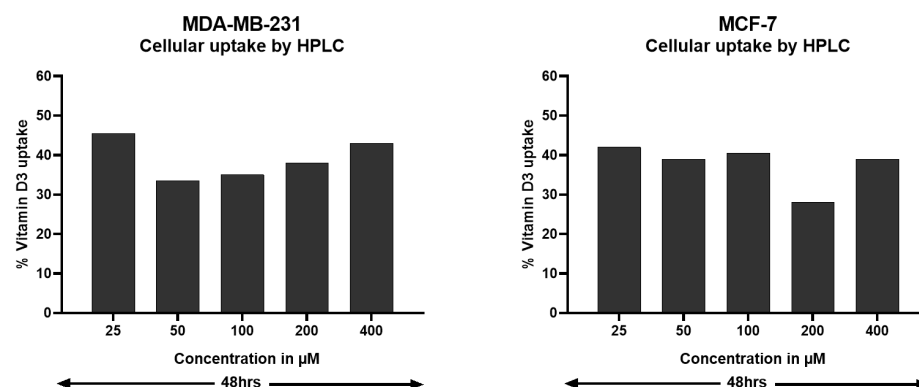 MDA-MB-231
Cellular uptake by HPLC
% Vitamin D3 uptake
60
50
40
30
20
10
0
25 50 100 200 400
Concentration in µM
48hrs
MCF-7
Cellular uptake by HPLC
% Vitamin D3 uptake
60
50
40
30
20
10
0
25 50 100 200 400
Concentration in µM
48hrs